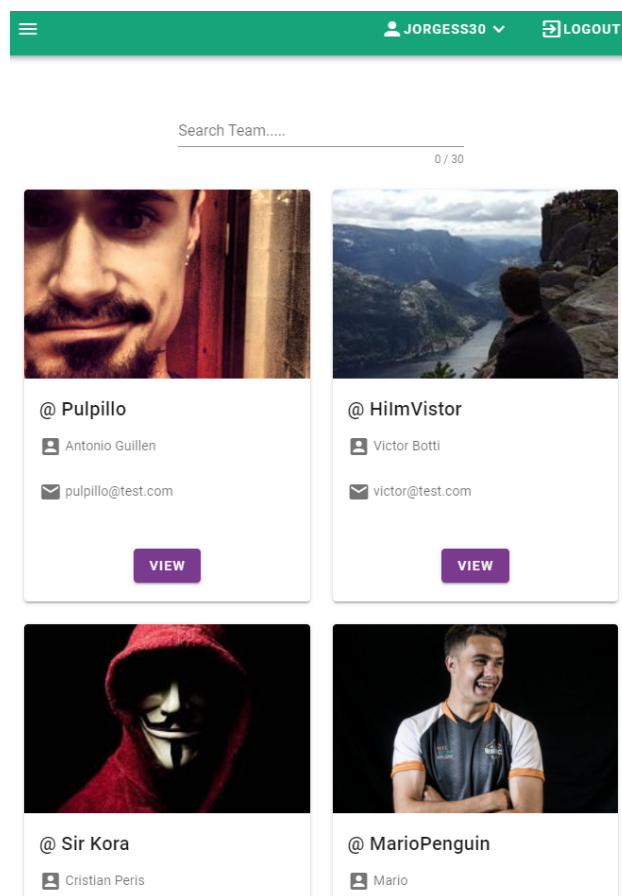 JORGESS30 LOGOUT
Search Team.....
0 / 30
@ Pulpillo
Antonio Guillen
pulpillo@test.com
VIEW
@ HiImVistor
Victor Botti
victor@test.com
VIEW
@ Sir Kora
Cristian Peris
@ MarioPenguin
Mario